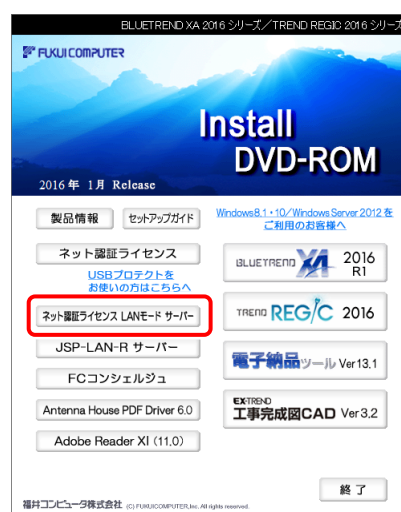 BLUETREND XA 2016 シリーズ／TREND REGIC 2016 シリーズ
FUKUI COMPUTER
Install
DVD-ROM
2016 年 1月 Release
製品情報
セットアップガイド
Windows8.1・10／Windows Server 2012 を
ご利用のお客様へ
ネット認証ライセンス
USBプロテクトを
お使いの方はこちらへ
ネット認証ライセンス LANモード サーバー
JSP-LAN-R サーバー
FCコンシェルジュ
Antenna House PDF Driver 6.0
Adobe Reader XI (11.0)
BLUETREND XA 2016
R1
TREND REGIC 2016
電子納品ツール Ver13.1
EX-TREND
工事完成図CAD Ver3.2
終了
福井コンピュータ株式会社 (C) FUKUICOMPUTER,Inc. All rights reserved.